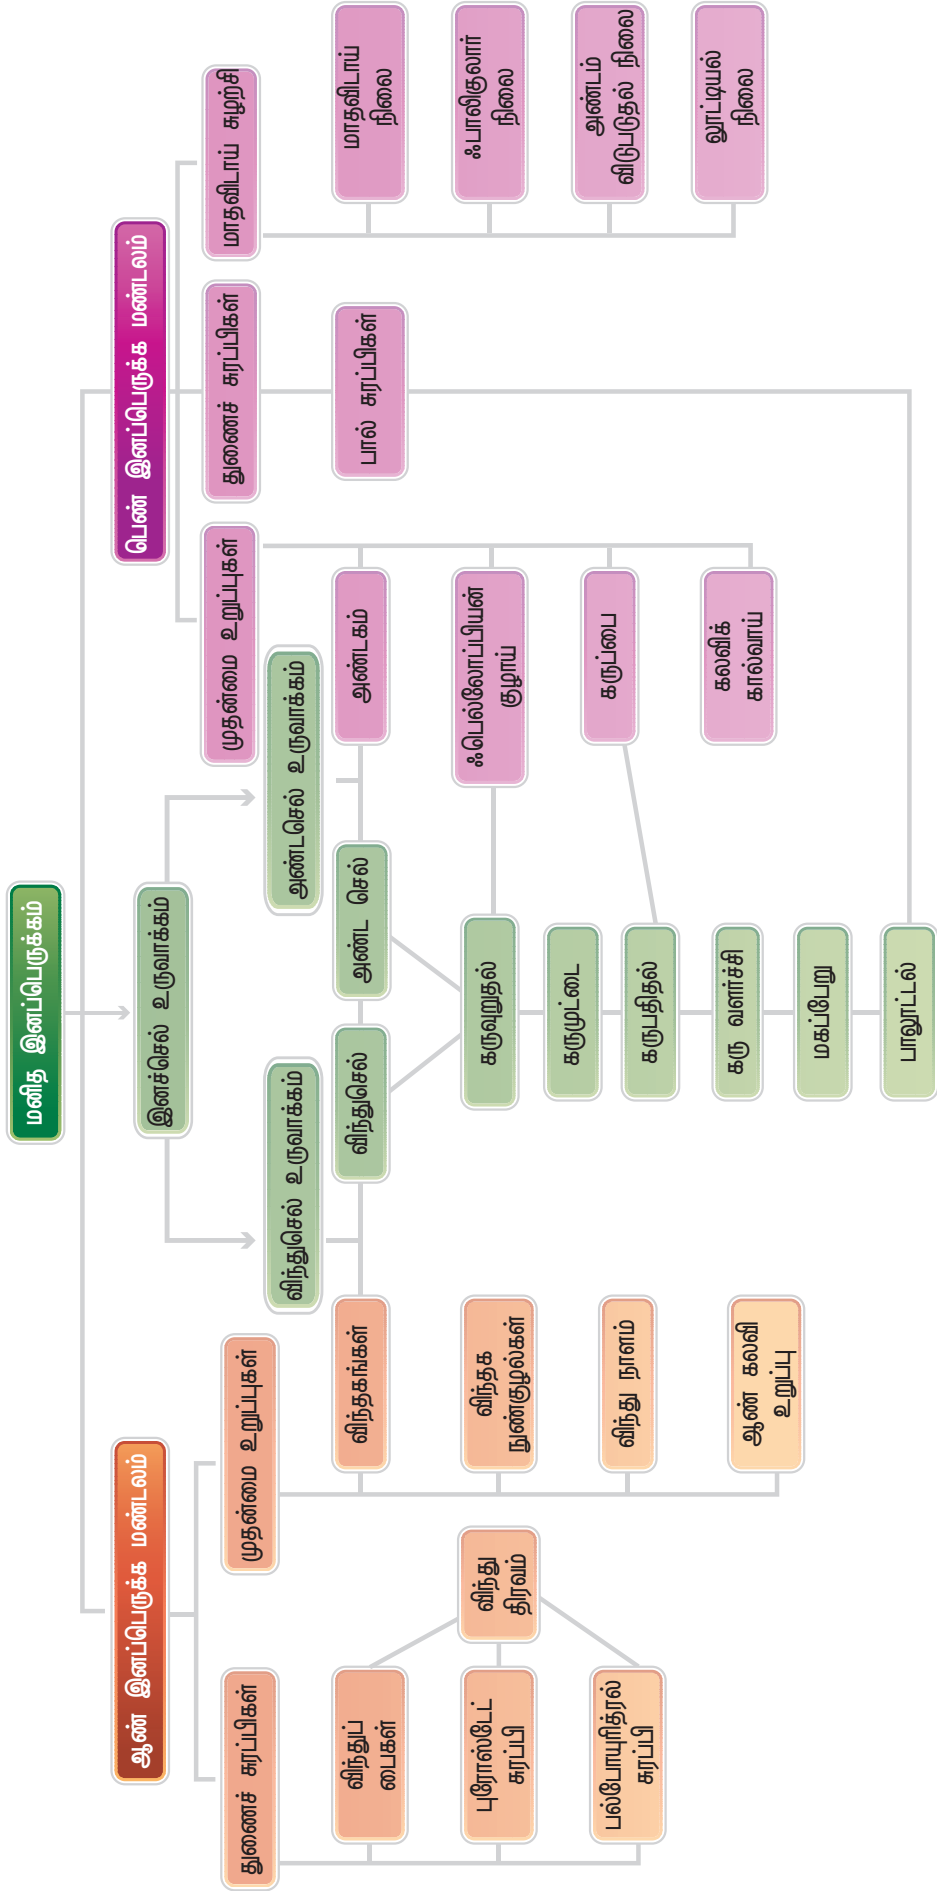 மனித இனப்பெருக்கம்
ஆண் இனப்பெருக்க மண்டலம்
பெண் இனப்பெருக்க மண்டலம்
இனச்செல் உருவாக்கம்
துணைச் சுரப்பிகள்
முதன்மை உறுப்புகள்
முதன்மை உறுப்புகள்
துணைச் சுரப்பிகள்
மாதவிடாய் சுழற்சி
விந்துசெல் உருவாக்கம்
அண்டசெல் உருவாக்கம்
விந்துப்
பைகள்
விந்தகங்கள்
விந்துசெல்
அண்ட செல்
அண்டகம்
பால் சுரப்பிகள்
மாதவிடாய்
நிலை
புரோஸ்டேட்
சுரப்பி
விந்து
திரவம்
விந்தக
நுண்குழல்கள்
கருவுறுதல்
ஃபெல்லோப்பியன்
குழாய்
ஃபாலிகுலார்
நிலை
பல்போயுரித்ரல்
சுரப்பி
விந்து நாளம்
கருமுட்டை
கருபதிதல்
கருப்பை
அண்டம்
விடுபடுதல் நிலை
ஆண் கலவி
உறுப்பு
கரு வளர்ச்சி
கலவிக்
கால்வாய்
லூட்டியல்
நிலை
மகப்பேறு
பாலூட்டல்